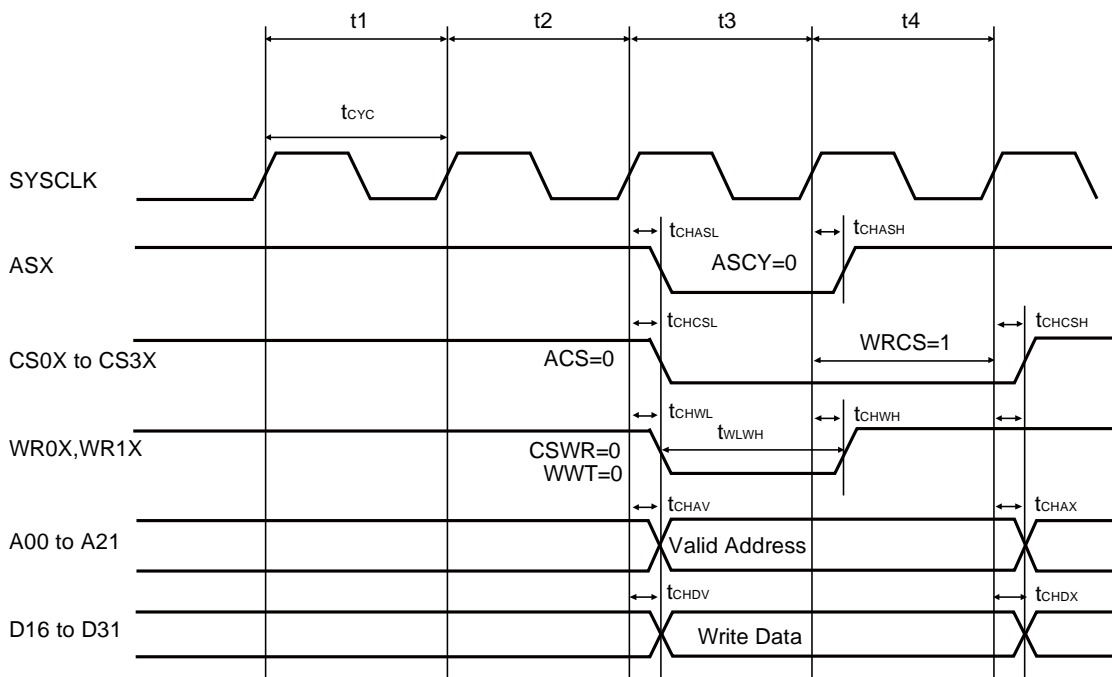 t1 t2 t3 t4
tCYC
SYSCLK
tCHASL tCHASH
ASX ASCY=0
tCHCSL tCHCSH
CS0X to CS3X ACS=0 WRCS=1
tCHWL tCHWH
tWLWH
WR0X,WR1X CSWR=0
WWT=0
tCHAV tCHAX
A00 to A21 Valid Address
tCHDV tCHDX
D16 to D31 Write Data